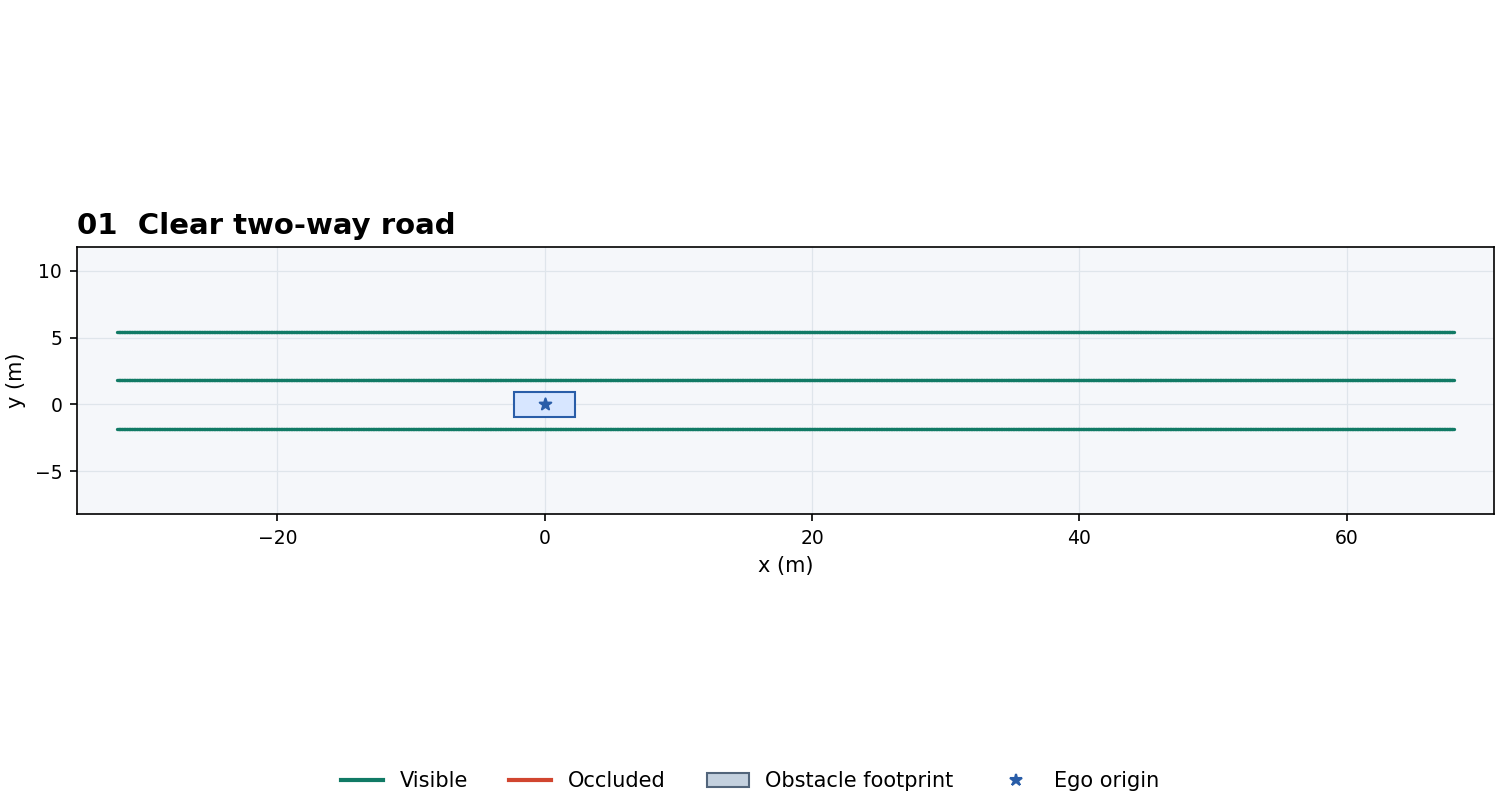 01 Clear two-way road
10
5
0
−5
y (m)
−20 0 20 40 60
x (m)
Visible Occluded Obstacle footprint Ego origin